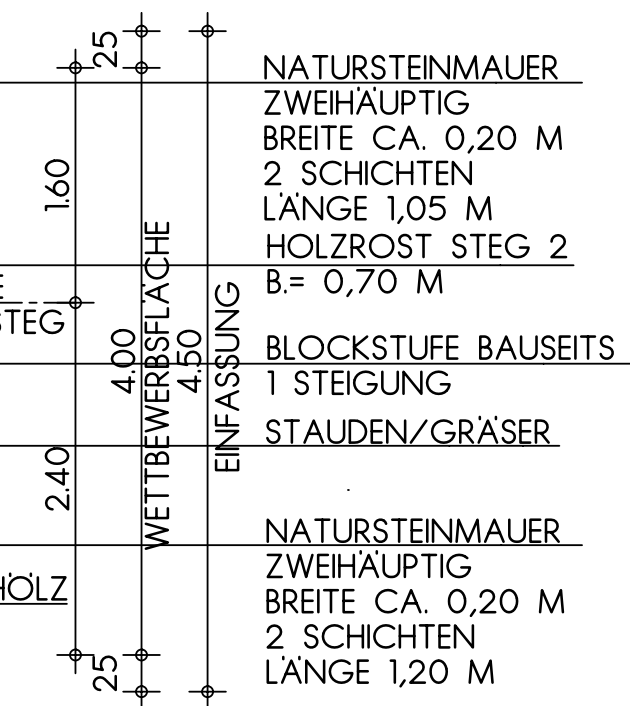 25
NATURSTEINMAUER
ZWEIHÄUPTIG
BREITE CA. 0,20 M
2 SCHICHTEN
LÄNGE 1,05 M
1.60
HOLZROST STEG 2
B.= 0,70 M
STEG
4.00
WETTBEWERBSFLÄCHE
4.50
EINFASSUNG
BLOCKSTUFE BAUSEITS
1 STEIGUNG
STAUDEN/GRÄSER
2.40
NATURSTEINMAUER
ZWEIHÄUPTIG
BREITE CA. 0,20 M
HÖLZ
2 SCHICHTEN
LÄNGE 1,20 M
25